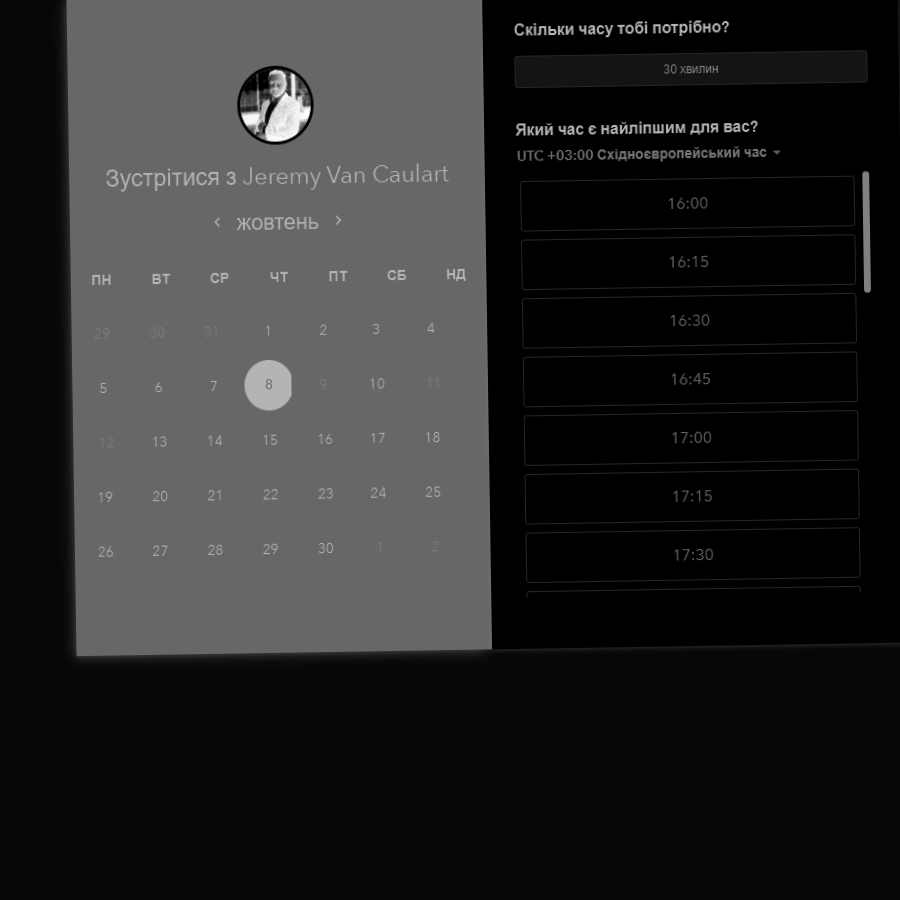 Зустрітися з Jeremy Van Caulart
‹ жовтень ›
ПН ВТ СР ЧТ ПТ СБ НД
29 30 31 1 2 3 4
5 6 7 8 9 10 11
12 13 14 15 16 17 18
19 20 21 22 23 24 25
26 27 28 29 30 1 2
Скільки часу тобі потрібно?
30 хвилин
Який час є найліпшим для вас?
UTC +03:00 Східноєвропейський час
16:00
16:15
16:30
16:45
17:00
17:15
17:30